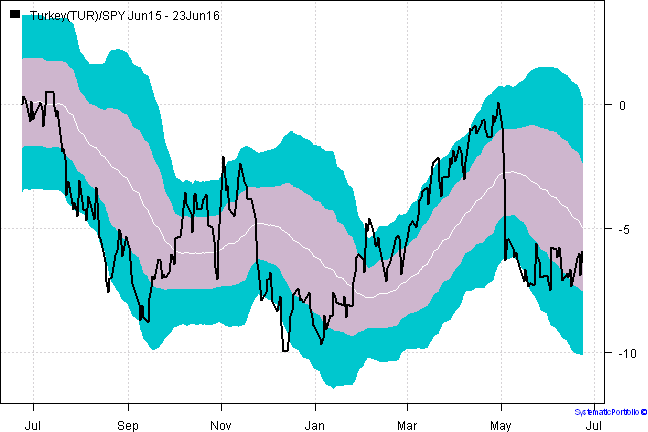 Turkey(TUR)/SPY Jun15 - 23Jun16
0
-5
-10
Jul Sep Nov Jan Mar May Jul
SystematicPortfolio ©